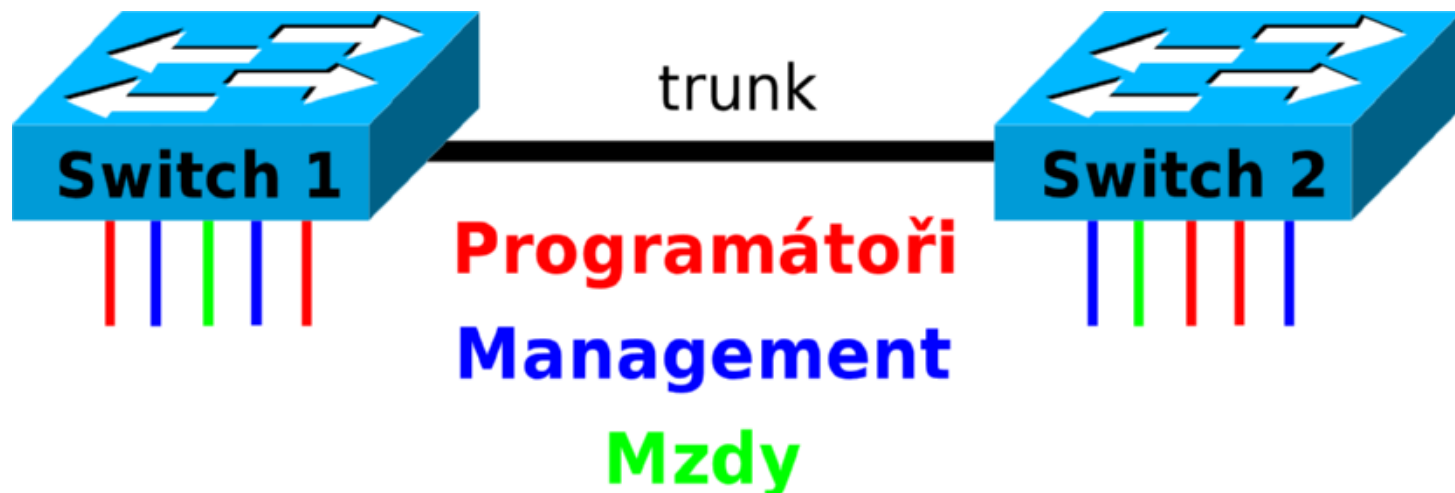 trunk
Switch 1
Switch 2
Programátoři
Management
Mzdy